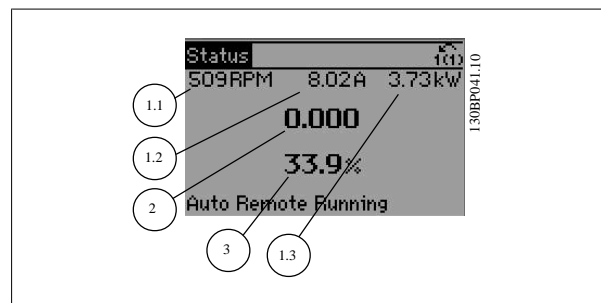 Status 1(1)
509RPM 8.02A 3.73kW
0.000
33.9%
Auto Remote Running
1.1
1.2
2
3
1.3
130BP041.10